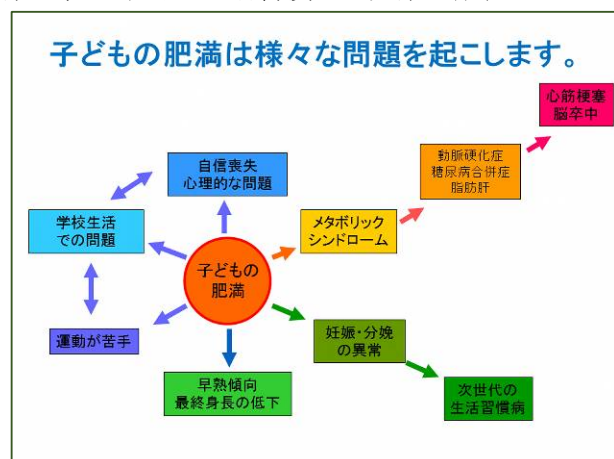 子どもの肥満は様々な問題を起こします。
心筋梗塞
脳卒中
動脈硬化症
糖尿病合併症
脂肪肝
自信喪失
心理的な問題
学校生活
での問題
メタボリック
シンドローム
子どもの
肥満
運動が苦手
妊娠・分娩
の異常
早熟傾向
最終身長の低下
次世代の
生活習慣病